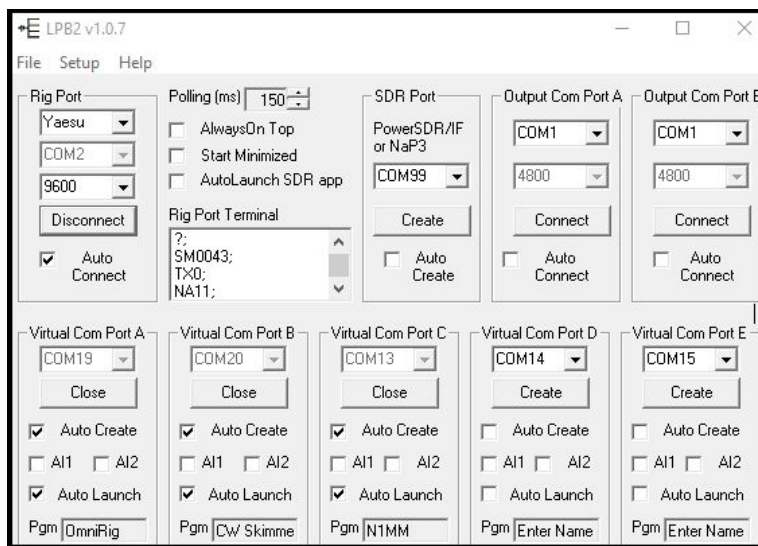 LPB2 v1.0.7
File Setup Help
Rig Port
Yaesu
COM2
9600
Disconnect
Auto
Connect
Polling (ms) 150
AlwaysOn Top
Start Minimized
AutoLaunch SDR app
Rig Port Terminal
?;
SM0043;
TX0;
NA11;
SDR Port
PowerSDR/IF
or NaP3
COM99
Create
Auto
Create
Output Com Port A
COM1
4800
Connect
Auto
Connect
Output Com Port B
COM1
4800
Connect
Auto
Connect
Virtual Com Port A
COM19
Close
Auto Create
AI1 AI2
Auto Launch
Pgm OmniRig
Virtual Com Port B
COM20
Close
Auto Create
AI1 AI2
Auto Launch
Pgm CW Skimme
Virtual Com Port C
COM13
Close
Auto Create
AI1 AI2
Auto Launch
Pgm N1MM
Virtual Com Port D
COM14
Create
Auto Create
AI1 AI2
Auto Launch
Pgm Enter Name
Virtual Com Port E
COM15
Create
Auto Create
AI1 AI2
Auto Launch
Pgm Enter Name